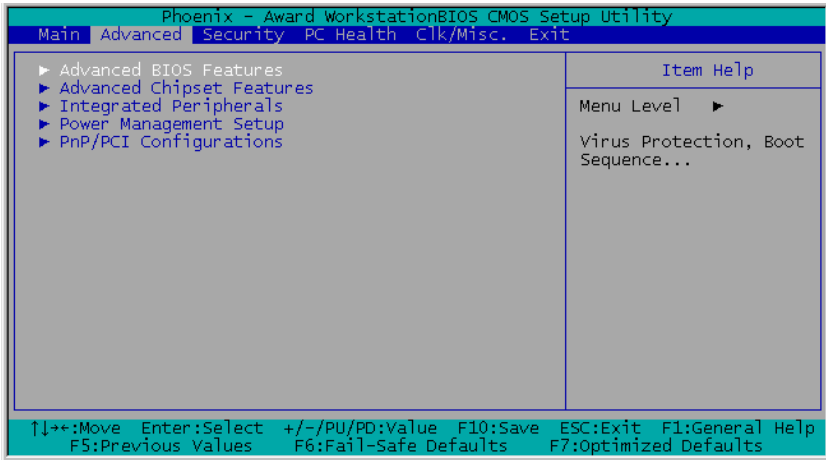 Phoenix - Award WorkstationBIOS CMOS Setup Utility
Main Advanced Security PC Health Clk/Misc. Exit
▶ Advanced BIOS Features
▶ Advanced Chipset Features
▶ Integrated Peripherals
▶ Power Management Setup
▶ PnP/PCI Configurations
Item Help
Menu Level ▶
Virus Protection, Boot
Sequence...
↑↓→←:Move Enter:Select +/-/PU/PD:Value F10:Save ESC:Exit F1:General Help
F5:Previous Values F6:Fail-Safe Defaults F7:Optimized Defaults